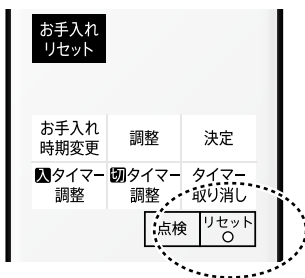 お手入れ
リセット
お手入れ
時期変更
調整
決定
入タイマー
調整
切タイマー
調整
タイマー
取り消し
点検
リセット